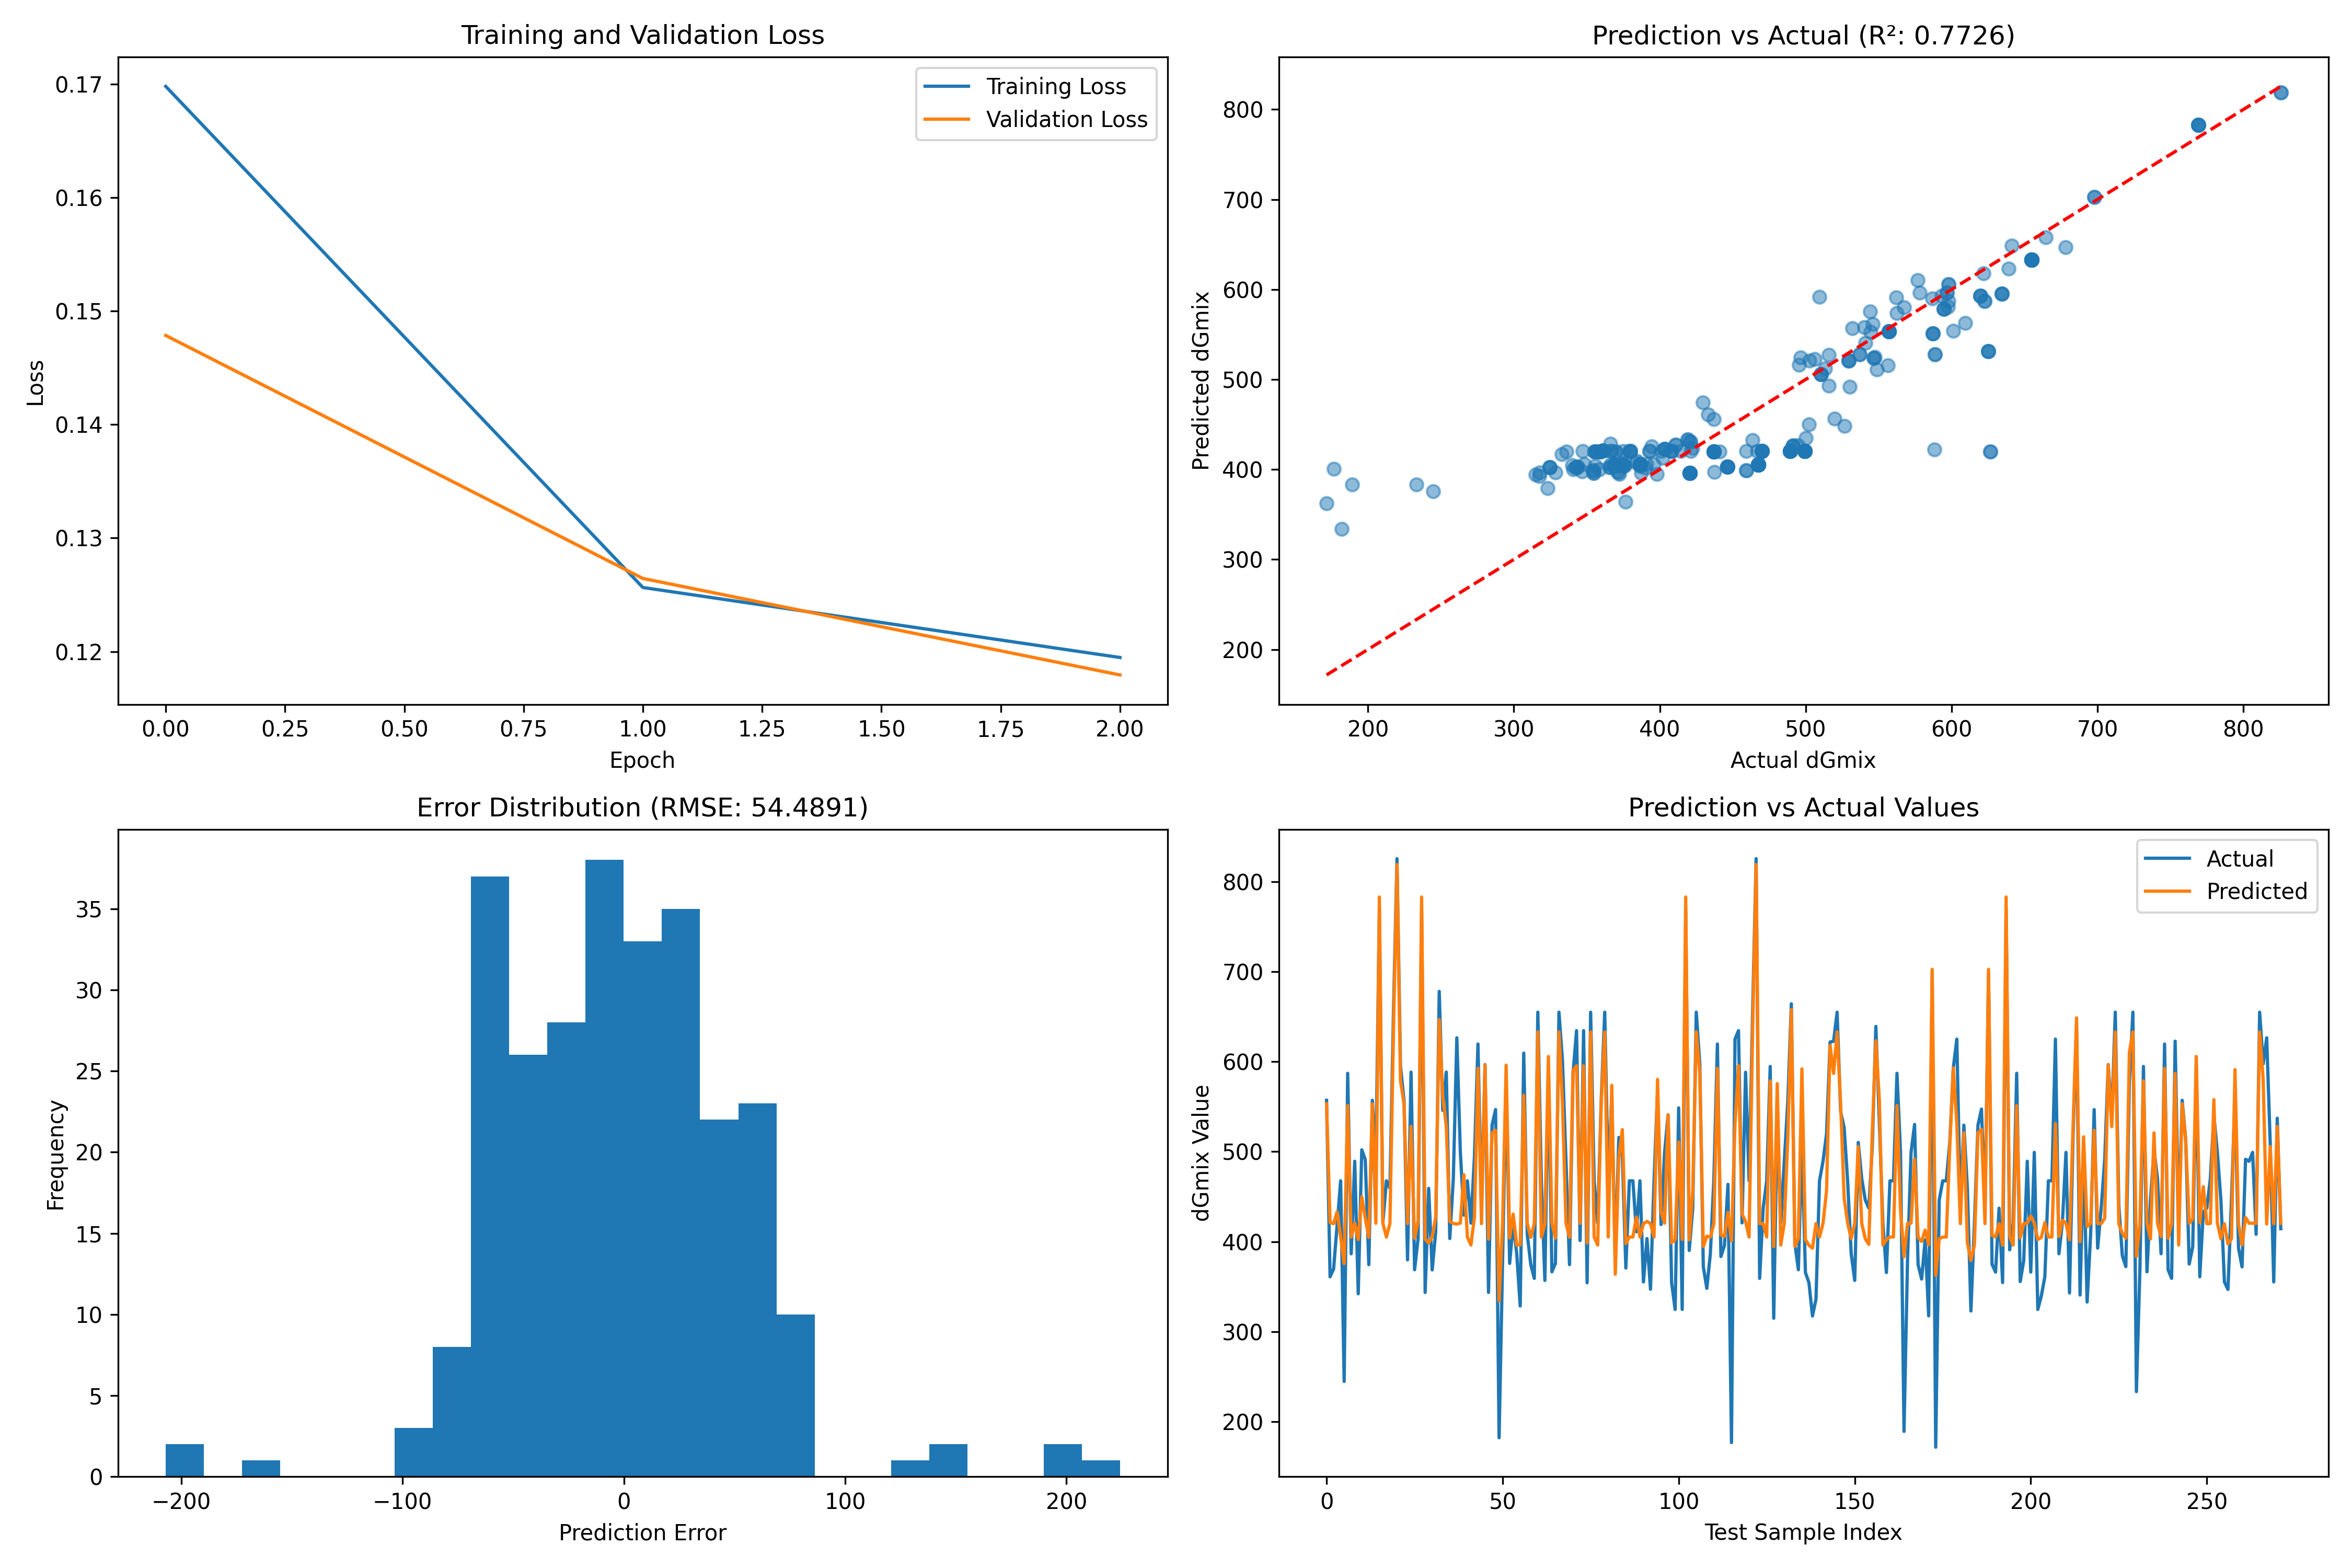 Training and Validation Loss
Training Loss
Validation Loss
0.17
0.16
0.15
0.14
0.13
0.12
Loss
0.00 0.25 0.50 0.75 1.00 1.25 1.50 1.75 2.00
Epoch
Prediction vs Actual (R²: 0.7726)
800
700
600
500
400
300
200
Predicted dGmix
200 300 400 500 600 700 800
Actual dGmix
Error Distribution (RMSE: 54.4891)
35
30
25
20
15
10
5
0
Frequency
−200 −100 0 100 200
Prediction Error
Prediction vs Actual Values
Actual
Predicted
800
700
600
500
400
300
200
dGmix Value
0 50 100 150 200 250
Test Sample Index